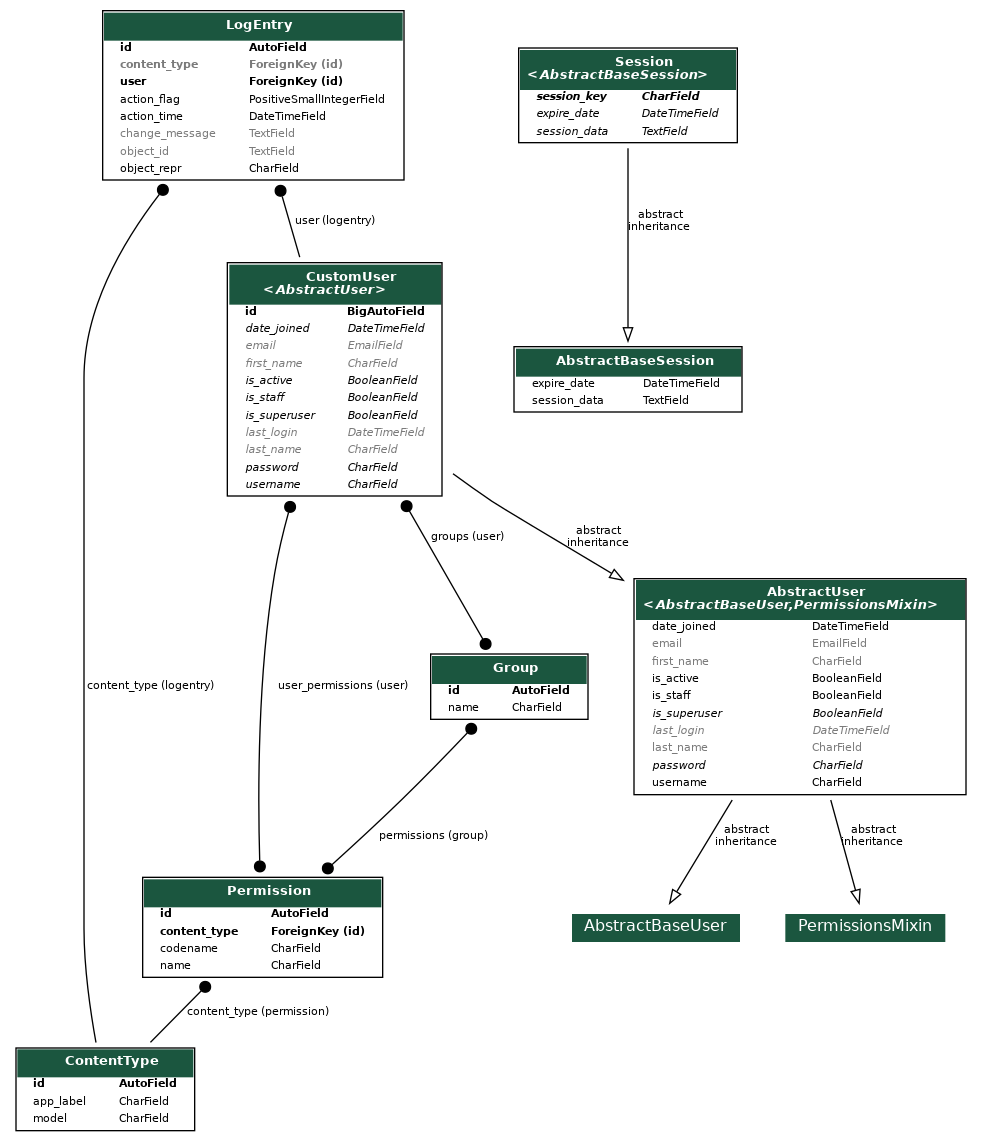 LogEntry
id AutoField
content_type ForeignKey (id)
user ForeignKey (id)
action_flag PositiveSmallIntegerField
action_time DateTimeField
change_message TextField
object_id TextField
object_repr CharField
Session
<AbstractBaseSession>
session_key CharField
expire_date DateTimeField
session_data TextField
user (logentry)
abstract
inheritance
CustomUser
<AbstractUser>
id BigAutoField
date_joined DateTimeField
email EmailField
first_name CharField
is_active BooleanField
is_staff BooleanField
is_superuser BooleanField
last_login DateTimeField
last_name CharField
password CharField
username CharField
AbstractBaseSession
expire_date DateTimeField
session_data TextField
groups (user)
abstract
inheritance
AbstractUser
<AbstractBaseUser,PermissionsMixin>
date_joined DateTimeField
email EmailField
first_name CharField
is_active BooleanField
is_staff BooleanField
is_superuser BooleanField
last_login DateTimeField
last_name CharField
password CharField
username CharField
content_type (logentry)
user_permissions (user)
Group
id AutoField
name CharField
permissions (group)
abstract
inheritance
abstract
inheritance
Permission
id AutoField
content_type ForeignKey (id)
codename CharField
name CharField
AbstractBaseUser
PermissionsMixin
content_type (permission)
ContentType
id AutoField
app_label CharField
model CharField